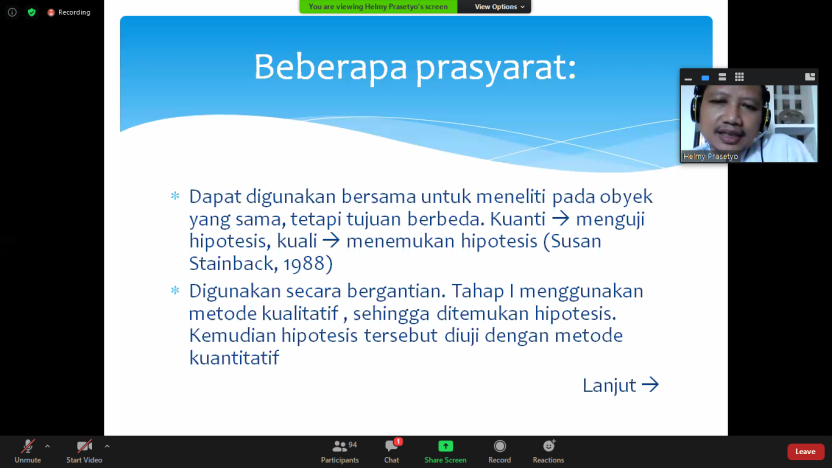 Recording
You are viewing Helmy Prasetyo's screen
View Options
Beberapa prasyarat:
Helmy Prasetyo
Dapat digunakan bersama untuk meneliti pada obyek
yang sama, tetapi tujuan berbeda. Kuanti → menguji
hipotesis, kuali → menemukan hipotesis (Susan
Stainback, 1988)
Digunakan secara bergantian. Tahap I menggunakan
metode kualitatif , sehingga ditemukan hipotesis.
Kemudian hipotesis tersebut diuji dengan metode
kuantitatif
Lanjut →
Unmute
Start Video
94
Participants
1
Chat
Share Screen
Record
Reactions
Leave